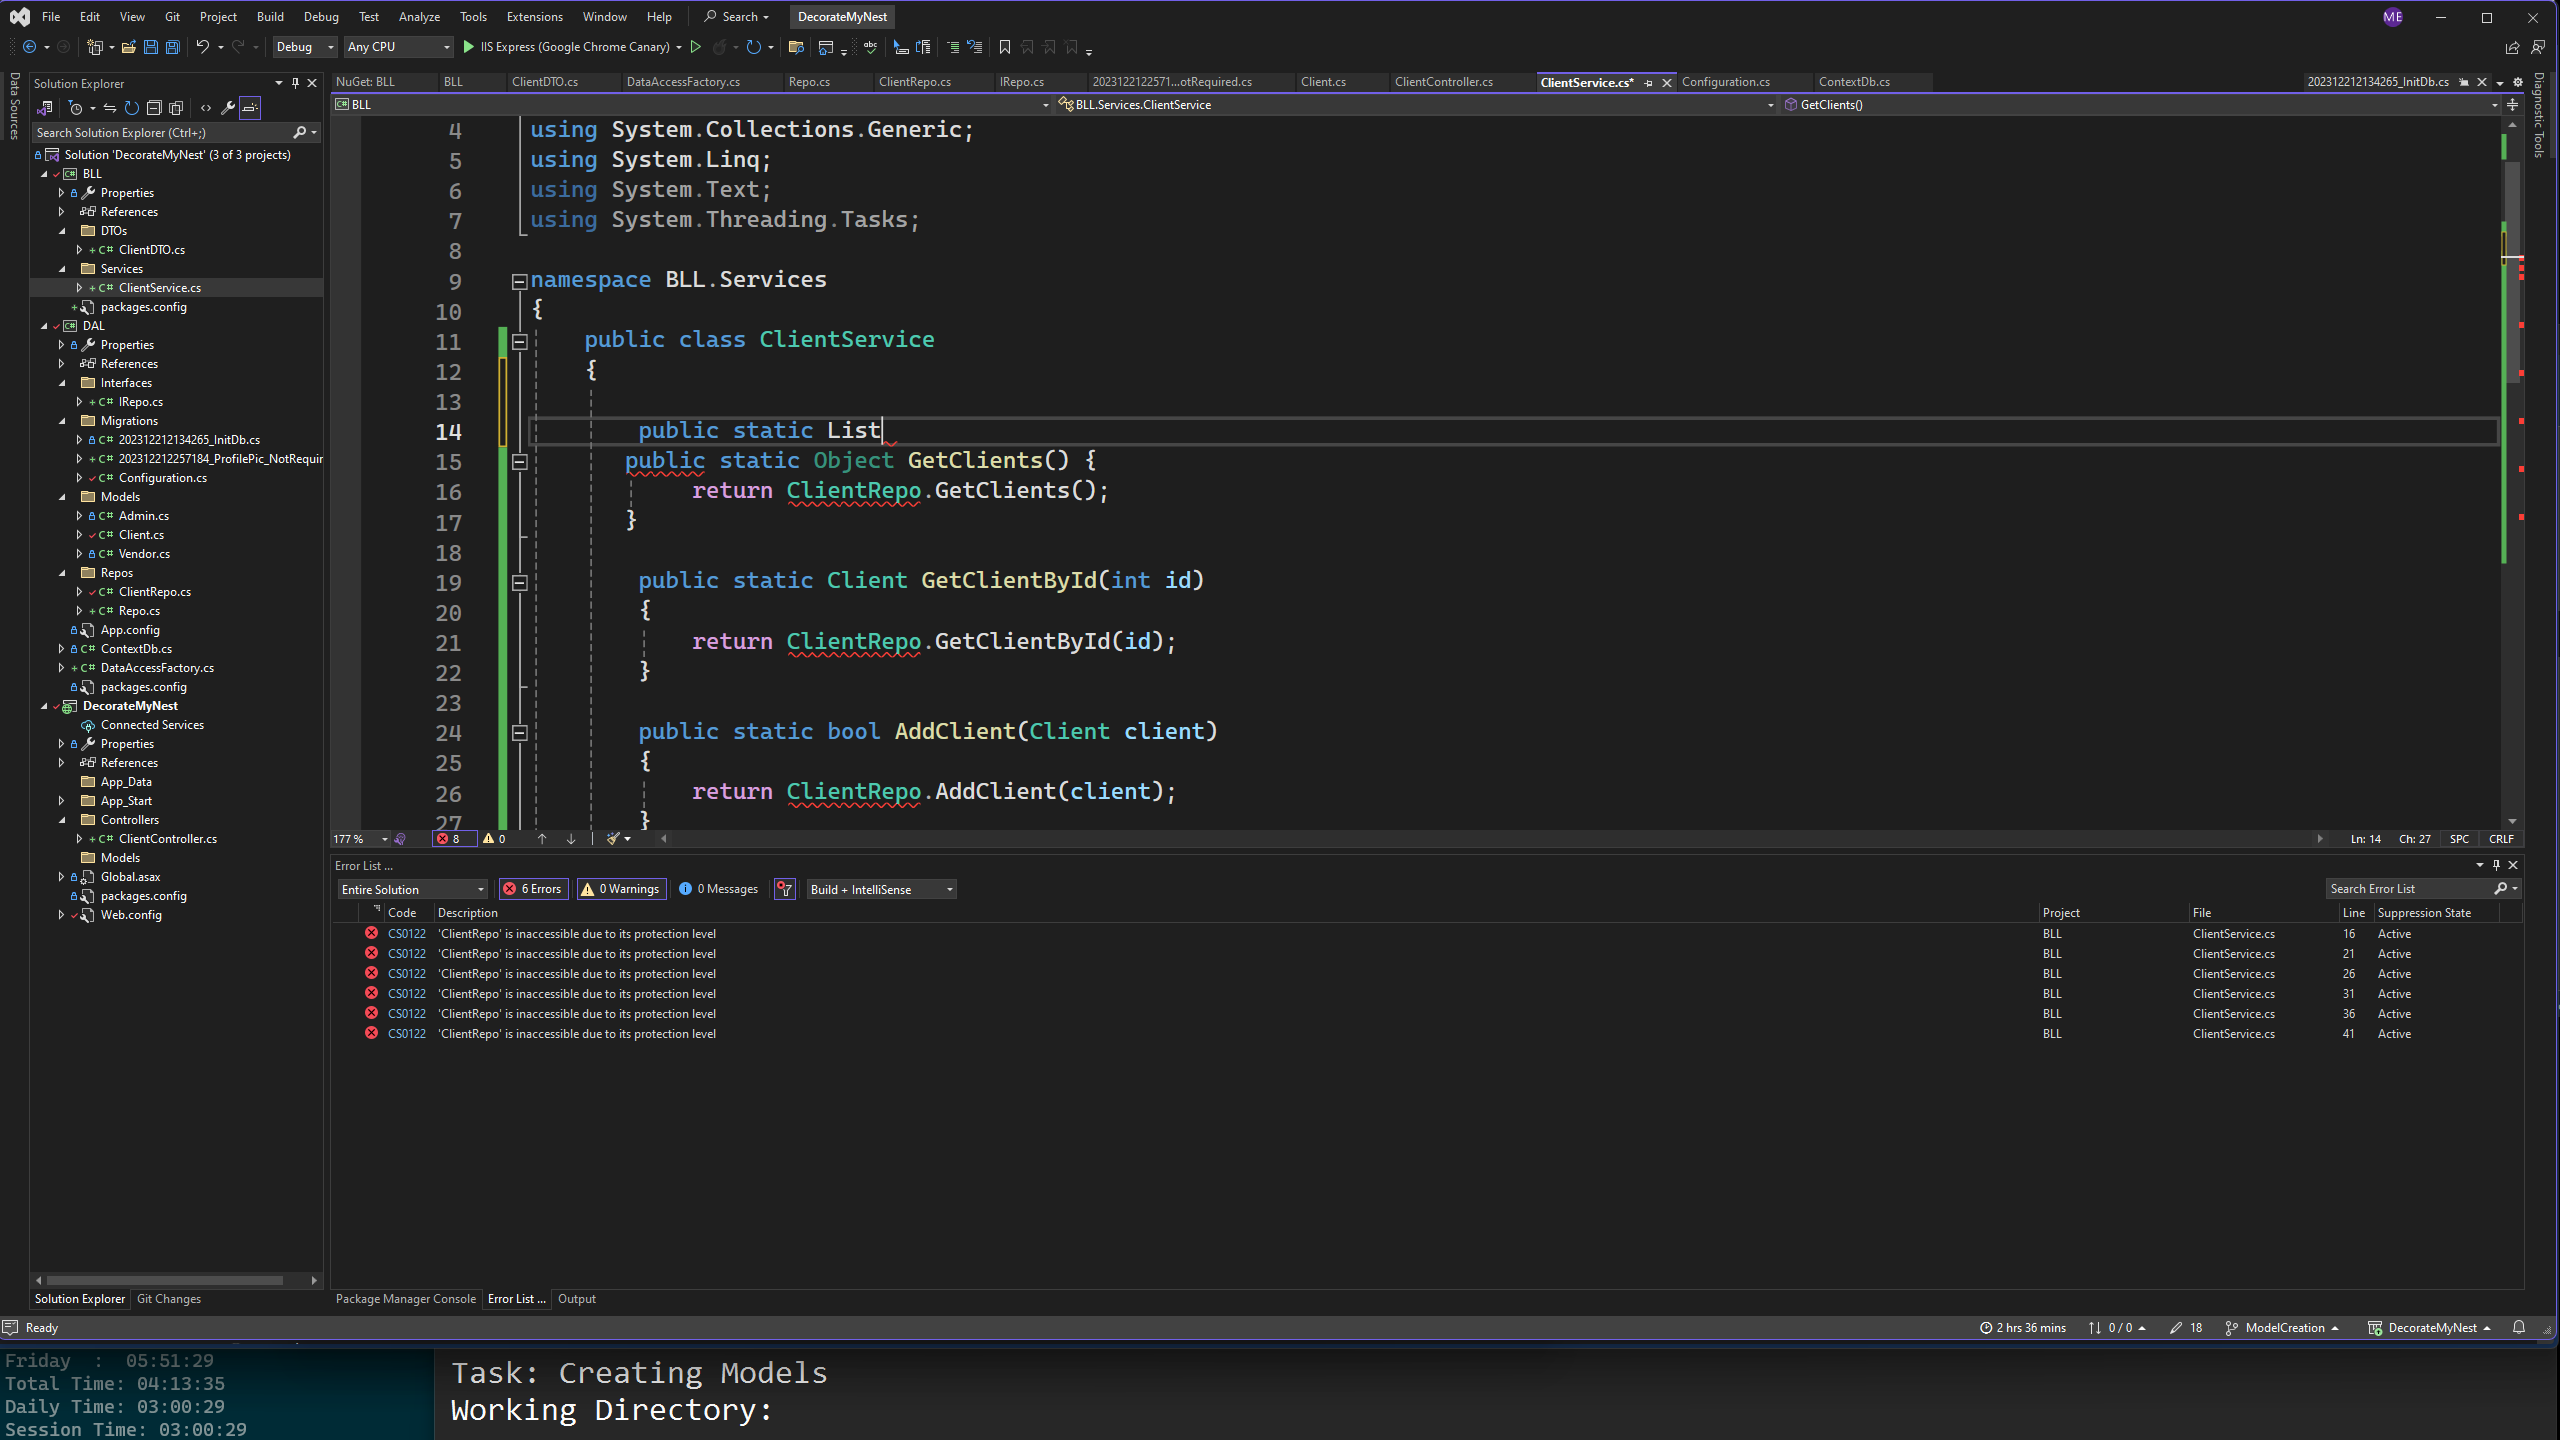 File Edit View Git Project Build Debug Test Analyze Tools Extensions Window Help Search DecorateMyNest ME
Debug Any CPU IIS Express (Google Chrome Canary)
Data Sources
Solution Explorer
Search Solution Explorer (Ctrl+;)
Solution 'DecorateMyNest' (3 of 3 projects)
BLL
Properties
References
DTOs
C# ClientDTO.cs
Services
C# ClientService.cs
packages.config
DAL
Properties
References
Interfaces
C# IRepo.cs
Migrations
C# 202312212134265_InitDb.cs
C# 202312212257184_ProfilePic_NotRequir
C# Configuration.cs
Models
C# Admin.cs
C# Client.cs
C# Vendor.cs
Repos
C# ClientRepo.cs
C# Repo.cs
App.config
C# ContextDb.cs
C# DataAccessFactory.cs
packages.config
DecorateMyNest
Connected Services
Properties
References
App_Data
App_Start
Controllers
C# ClientController.cs
Models
Global.asax
packages.config
Web.config
Solution Explorer Git Changes
NuGet: BLL BLL ClientDTO.cs DataAccessFactory.cs Repo.cs ClientRepo.cs IRepo.cs 2023122122571...otRequired.cs Client.cs ClientController.cs ClientService.cs* Configuration.cs ContextDb.cs 202312212134265_InitDb.cs
BLL BLL.Services.ClientService GetClients()
4 using System.Collections.Generic;
5 using System.Linq;
6 using System.Text;
7 using System.Threading.Tasks;
8
9 namespace BLL.Services
10 {
11 public class ClientService
12 {
13
14 public static List
15 public static Object GetClients() {
16 return ClientRepo.GetClients();
17 }
18
19 public static Client GetClientById(int id)
20 {
21 return ClientRepo.GetClientById(id);
22 }
23
24 public static bool AddClient(Client client)
25 {
26 return ClientRepo.AddClient(client);
27 }
177 % 8 0 Ln: 14 Ch: 27 SPC CRLF
Diagnostic Tools
Error List ...
Entire Solution 6 Errors 0 Warnings 0 Messages Build + IntelliSense Search Error List
Code Description Project File Line Suppression State
CS0122 'ClientRepo' is inaccessible due to its protection level BLL ClientService.cs 16 Active
CS0122 'ClientRepo' is inaccessible due to its protection level BLL ClientService.cs 21 Active
CS0122 'ClientRepo' is inaccessible due to its protection level BLL ClientService.cs 26 Active
CS0122 'ClientRepo' is inaccessible due to its protection level BLL ClientService.cs 31 Active
CS0122 'ClientRepo' is inaccessible due to its protection level BLL ClientService.cs 36 Active
CS0122 'ClientRepo' is inaccessible due to its protection level BLL ClientService.cs 41 Active
Package Manager Console Error List ... Output
Ready 2 hrs 36 mins 0 / 0 18 ModelCreation DecorateMyNest
Friday : 05:51:29
Total Time: 04:13:35
Daily Time: 03:00:29
Session Time: 03:00:29
Task: Creating Models
Working Directory: